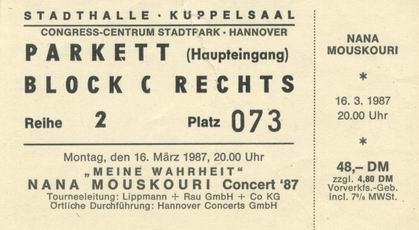 STADTHALLE · KUPPELSAAL
CONGRESS-CENTRUM STADTPARK · HANNOVER
PARKETT (Haupteingang)
BLOCK C RECHTS
Reihe 2 Platz 073
Montag, den 16. März 1987, 20.00 Uhr
„MEINE WAHRHEIT"
NANA MOUSKOURI Concert '87
Tourneeleitung: Lippmann + Rau GmbH + Co KG
Örtliche Durchführung: Hannover Concerts GmbH
NANA
MOUSKOURI
*
16. 3. 1987
20.00 Uhr
*
48,– DM
zzgl. 4,80 DM
Vorverkfs.-Geb.
incl. 7% MWSt.